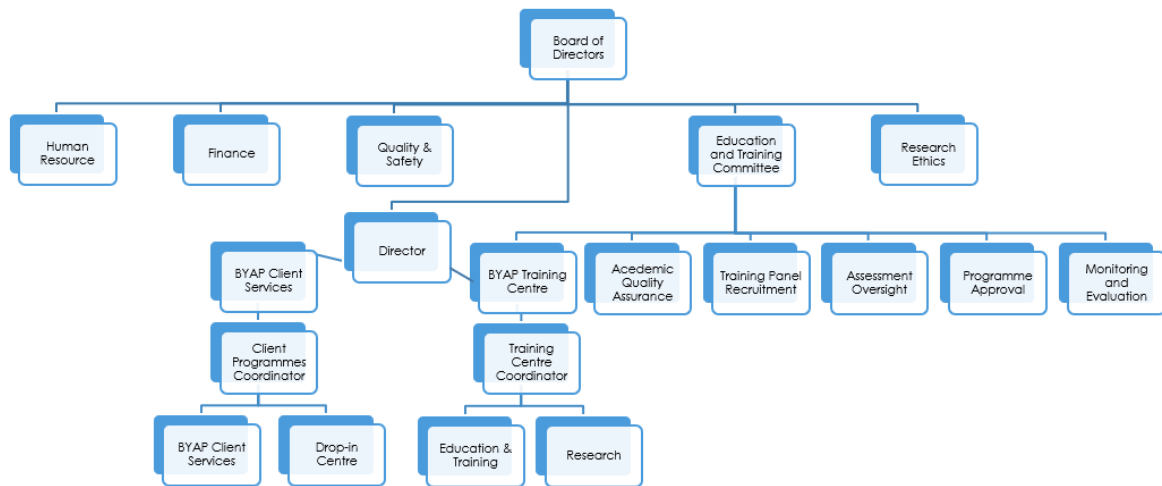 Board of
Directors
Human
Resource
Finance
Quality &
Safety
Education
and Training
Committee
Research
Ethics
Director
BYAP Client
Services
BYAP Training
Centre
Acedemic
Quality
Assurance
Training Panel
Recruitment
Assessment
Oversight
Programme
Approval
Monitoring
and
Evaluation
Client
Programmes
Coordinator
Training
Centre
Coordinator
BYAP Client
Services
Drop-in
Centre
Education &
Training
Research